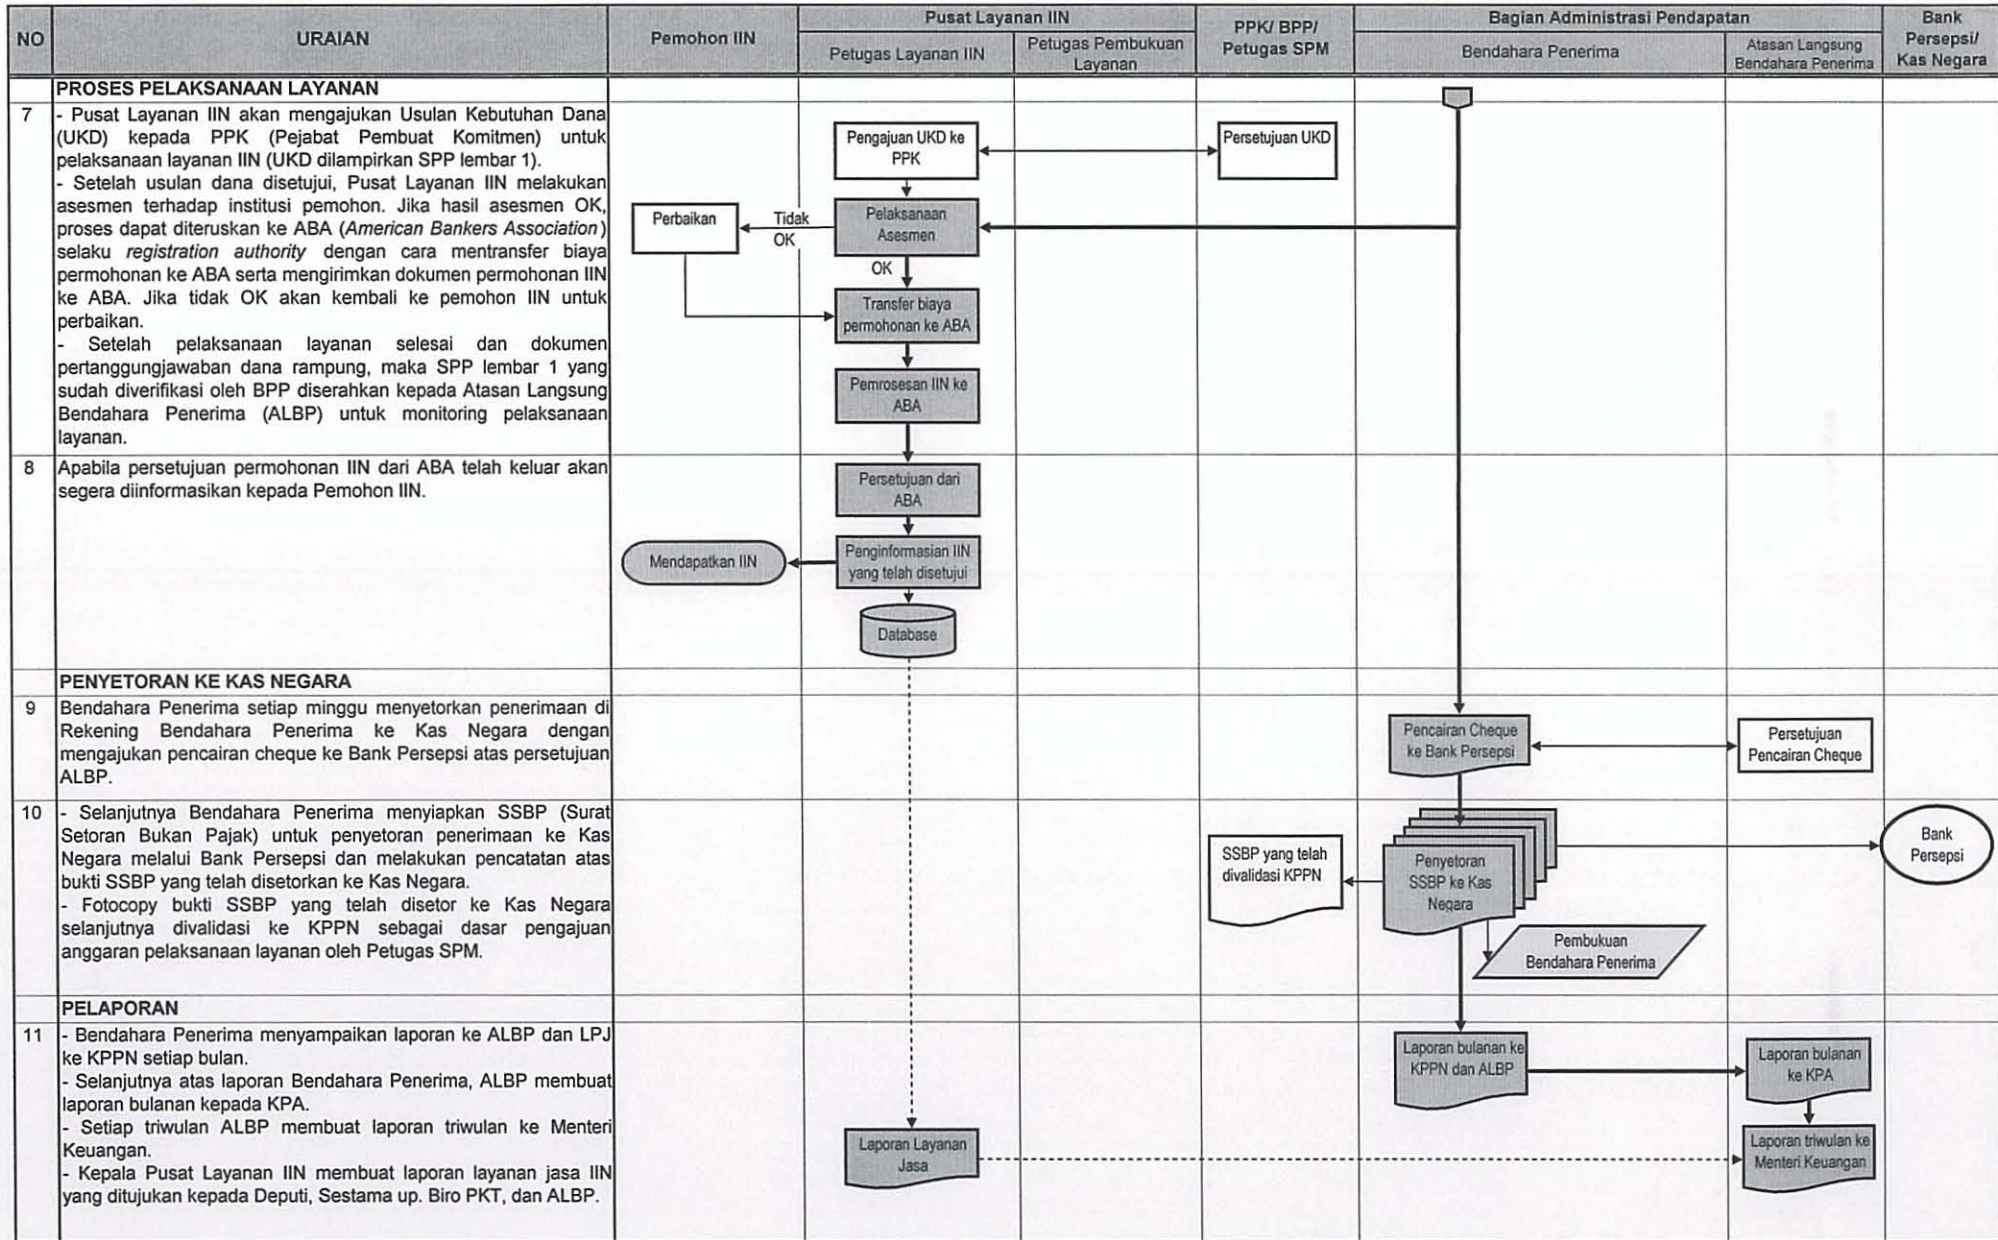 NO
URAIAN
Pemohon IIN
Pusat Layanan IIN
Petugas Layanan IIN
Petugas Pembukuan
Layanan
PPK/ BPP/
Petugas SPM
Bagian Administrasi Pendapatan
Bendahara Penerima
Atasan Langsung
Bendahara Penerima
Bank
Persepsi/
Kas Negara
PROSES PELAKSANAAN LAYANAN
7
- Pusat Layanan IIN akan mengajukan Usulan Kebutuhan Dana
(UKD) kepada PPK (Pejabat Pembuat Komitmen) untuk
pelaksanaan layanan IIN (UKD dilampirkan SPP lembar 1).
- Setelah usulan dana disetujui, Pusat Layanan IIN melakukan
asesmen terhadap institusi pemohon. Jika hasil asesmen OK,
proses dapat diteruskan ke ABA (American Bankers Association)
selaku registration authority dengan cara mentransfer biaya
permohonan ke ABA serta mengirimkan dokumen permohonan IIN
ke ABA. Jika tidak OK akan kembali ke pemohon IIN untuk
perbaikan.
- Setelah pelaksanaan layanan selesai dan dokumen
pertanggungjawaban dana rampung, maka SPP lembar 1 yang
sudah diverifikasi oleh BPP diserahkan kepada Atasan Langsung
Bendahara Penerima (ALBP) untuk monitoring pelaksanaan
layanan.
Pengajuan UKD ke
PPK
Persetujuan UKD
Perbaikan
Tidak
OK
Pelaksanaan
Asesmen
OK
Transfer biaya
permohonan ke ABA
Pemrosesan IIN ke
ABA
8
Apabila persetujuan permohonan IIN dari ABA telah keluar akan
segera diinformasikan kepada Pemohon IIN.
Persetujuan dari
ABA
Mendapatkan IIN
Penginformasian IIN
yang telah disetujui
Database
PENYETORAN KE KAS NEGARA
9
Bendahara Penerima setiap minggu menyetorkan penerimaan di
Rekening Bendahara Penerima ke Kas Negara dengan
mengajukan pencairan cheque ke Bank Persepsi atas persetujuan
ALBP.
Pencairan Cheque
ke Bank Persepsi
Persetujuan
Pencairan Cheque
10
- Selanjutnya Bendahara Penerima menyiapkan SSBP (Surat
Setoran Bukan Pajak) untuk penyetoran penerimaan ke Kas
Negara melalui Bank Persepsi dan melakukan pencatatan atas
bukti SSBP yang telah disetorkan ke Kas Negara.
- Fotocopy bukti SSBP yang telah disetor ke Kas Negara
selanjutnya divalidasi ke KPPN sebagai dasar pengajuan
anggaran pelaksanaan layanan oleh Petugas SPM.
SSBP yang telah
divalidasi KPPN
Penyetoran
SSBP ke Kas
Negara
Bank
Persepsi
Pembukuan
Bendahara Penerima
PELAPORAN
11
- Bendahara Penerima menyampaikan laporan ke ALBP dan LPJ
ke KPPN setiap bulan.
- Selanjutnya atas laporan Bendahara Penerima, ALBP membuat
laporan bulanan kepada KPA.
- Setiap triwulan ALBP membuat laporan triwulan ke Menteri
Keuangan.
- Kepala Pusat Layanan IIN membuat laporan layanan jasa IIN
yang ditujukan kepada Deputi, Sestama up. Biro PKT, dan ALBP.
Laporan bulanan ke
KPPN dan ALBP
Laporan bulanan
ke KPA
Laporan Layanan
Jasa
Laporan triwulan ke
Menteri Keuangan